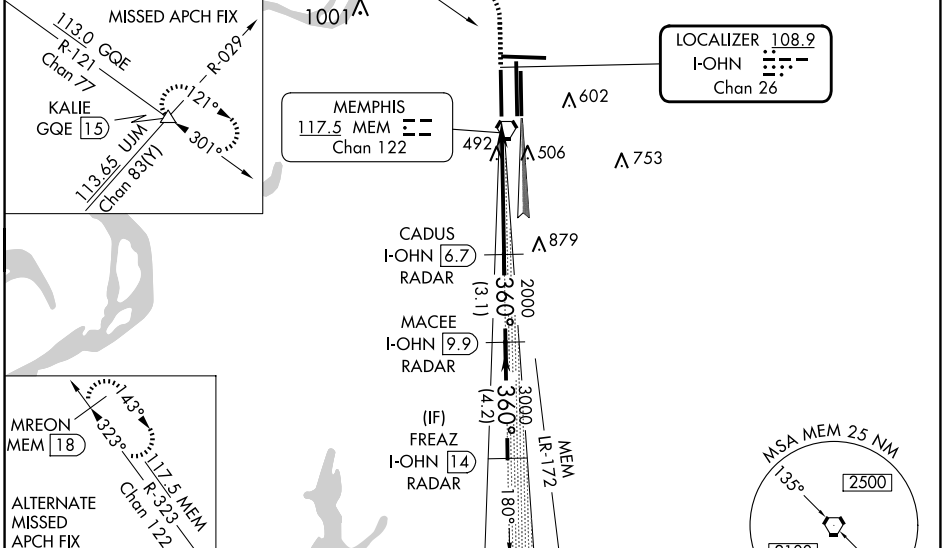 MISSED APCH FIX
113.0 GQE
R-121
Chan 77
R-029
KALIE
GQE 15
121°
301°
113.65 UJM
Chan 83(Y)
1001
LOCALIZER 108.9
I-OHN
Chan 26
MEMPHIS
117.5 MEM
Chan 122
602
492
506
753
879
CADUS
I-OHN 6.7
RADAR
2000
360°
(3.1)
MACEE
I-OHN 9.9
RADAR
3000
360°
(4.2)
(IF)
FREAZ
I-OHN 14
RADAR
180°
MEM
LR-172
MREON
MEM 18
143°
323°
117.5 MEM
R-323
Chan 122
ALTERNATE
MISSED
APCH FIX
MSA MEM 25 NM
135°
2500